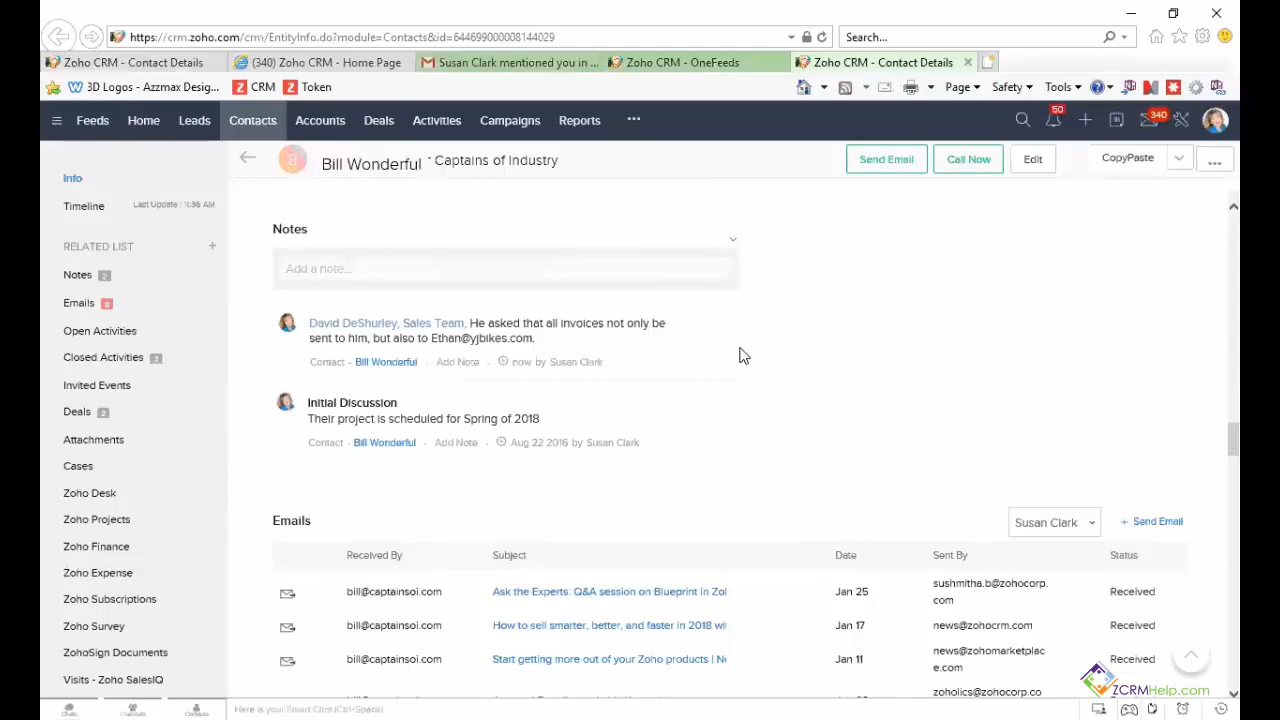 https://crm.zoho.com/crm/EntityInfo.do?module=Contacts&id=644699000008144029
Search...
Zoho CRM - Contact Details
(340) Zoho CRM - Home Page
Susan Clark mentioned you in ...
Zoho CRM - OneFeeds
Zoho CRM - Contact Details
3D Logos - Azzmax Desig...
CRM
Token
Page
Safety
Tools
Feeds
Home
Leads
Contacts
Accounts
Deals
Activities
Campaigns
Reports
...
50
340
Bill Wonderful - Captains of Industry
Send Email
Call Now
Edit
CopyPaste
...
Info
Timeline
Last Update : 1:36 AM
RELATED LIST +
Notes 2
Emails
Open Activities
Closed Activities 3
Invited Events
Deals 2
Attachments
Cases
Zoho Desk
Zoho Projects
Zoho Finance
Zoho Expense
Zoho Subscriptions
Zoho Survey
ZohoSign Documents
Visits - Zoho SalesIQ
Notes
Add a note...
David DeShurley, Sales Team, He asked that all invoices not only be
sent to him, but also to Ethan@yjbikes.com.
Contact - Bill Wonderful · Add Note · now by Susan Clark
Initial Discussion
Their project is scheduled for Spring of 2018
Contact - Bill Wonderful · Add Note · Aug 22 2016 by Susan Clark
Emails
Susan Clark
+ Send Email
Received By Subject Date Sent By Status
bill@captainsoi.com Ask the Experts: Q&A session on Blueprint in Zol Jan 25 sushmitha.b@zohocorp.
com Received
bill@captainsoi.com How to sell smarter, better, and faster in 2018 wi Jan 17 news@zohocrm.com Received
bill@captainsoi.com Start getting more out of your Zoho products | Ne Jan 11 news@zohomarketplac
e.com Received
zoholics@zohocorp.co
ZCRMHelp.com
Chats
Channels
Contacts
Here is your Smart Chat (Ctrl+Space)